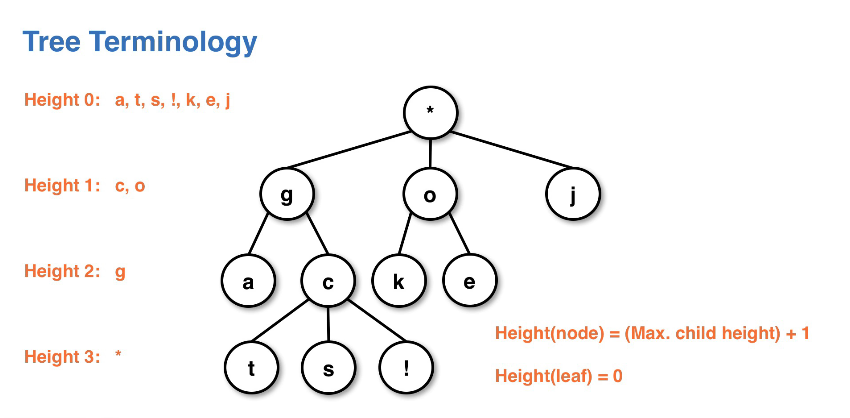 Tree Terminology
Height 0: a, t, s, !, k, e, j
*
Height 1: c, o
g o j
Height 2: g
a c k e
Height(node) = (Max. child height) + 1
Height 3: *
t s !
Height(leaf) = 0